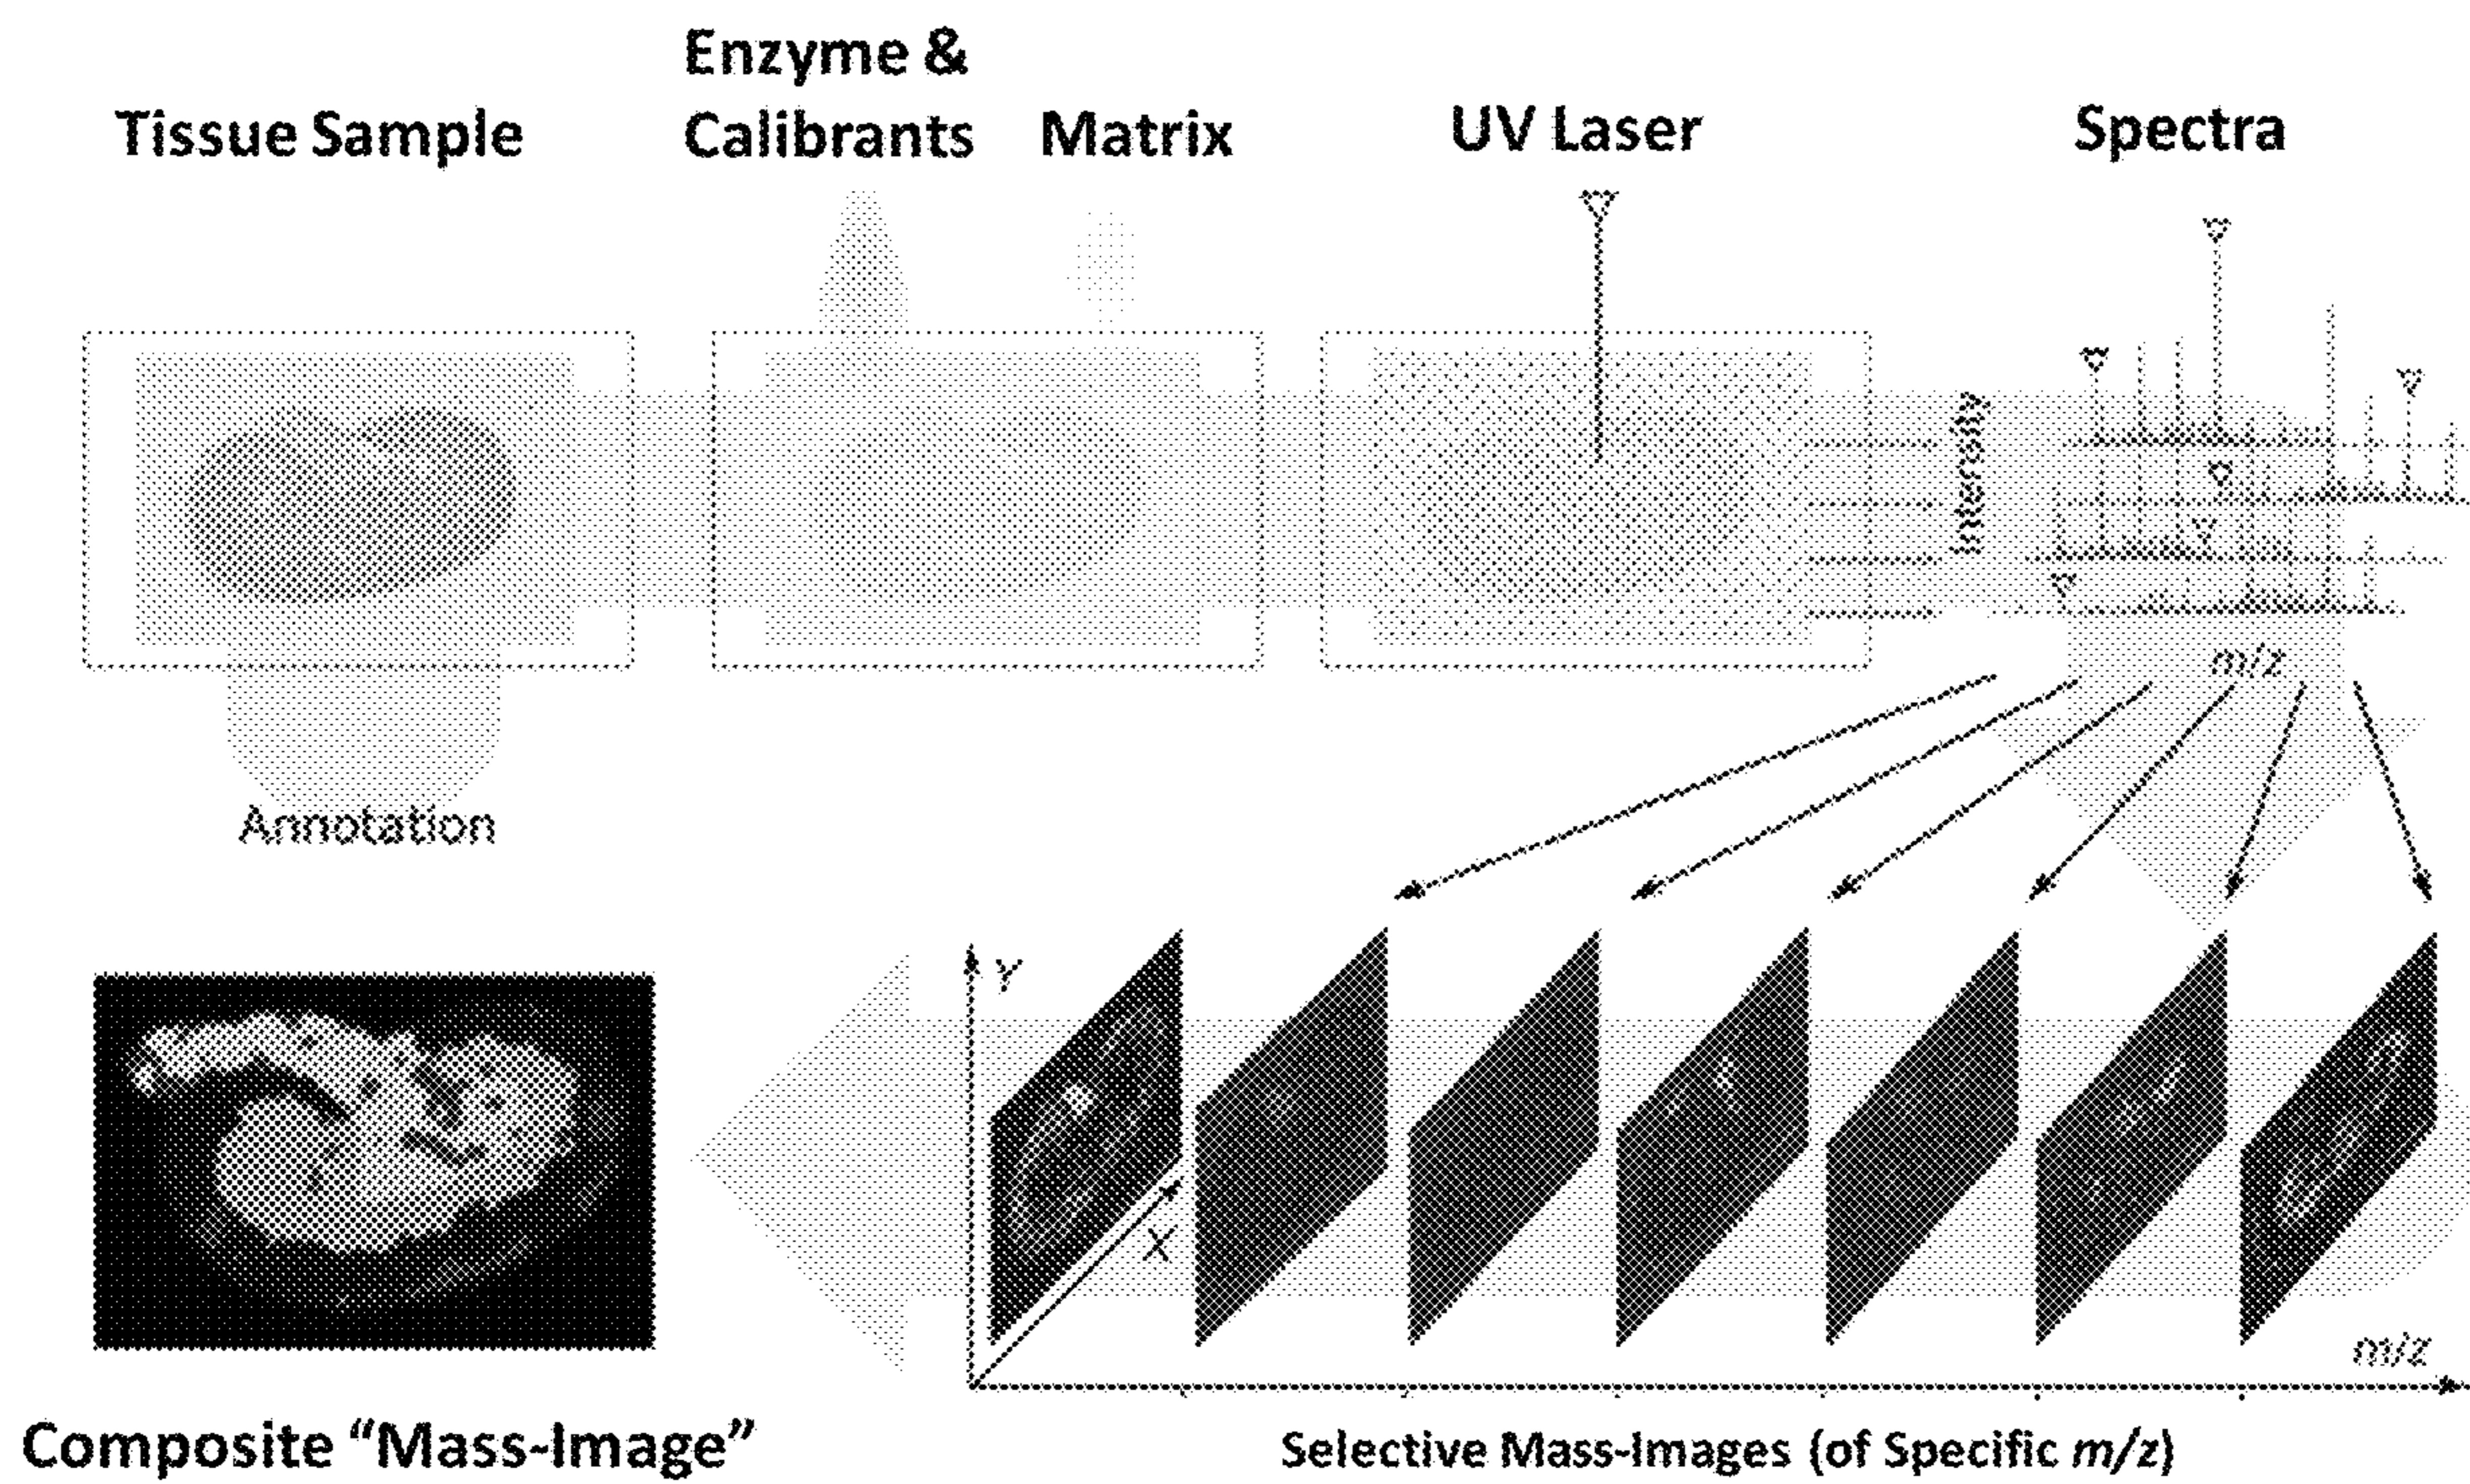 Tissue Sample
Enzyme &
Calibrants
Matrix
UV Laser
Spectra
Intensity
m/z
Annotation
Y
X
m/z
Composite “Mass-Image”
Selective Mass-Images (of Specific m/z)